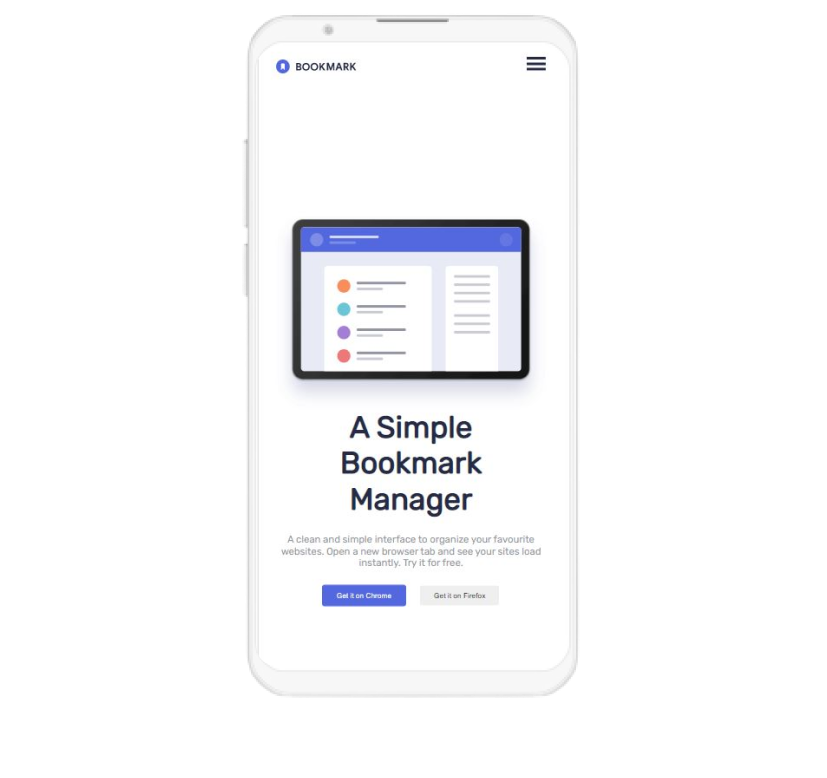 BOOKMARK
A Simple
Bookmark
Manager
A clean and simple interface to organize your favourite
websites. Open a new browser tab and see your sites load
instantly. Try it for free.
Get it on Chrome
Get it on Firefox